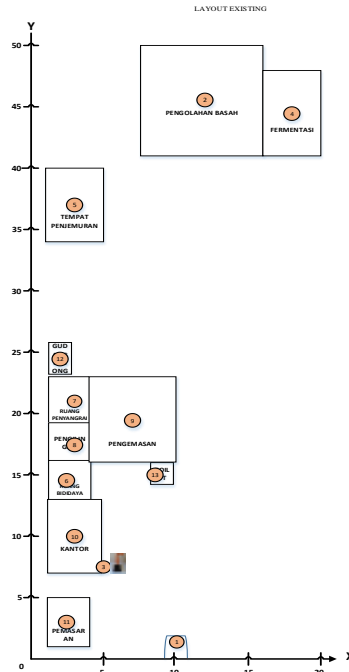 LAYOUT EXISTING
Y
50
2
PENGOLAHAN BASAH
4
FERMENTASI
45
40
5
TEMPAT
PENJEMURAN
35
30
25
GUD
12
ONG
7
RUANG
PENYANGRAI
20
9
PENGEMASAN
8
15
13
6
BIDIDAYA
10
KANTOR
10
3
5
11
PEMASAR
AN
1
0
5
10
15
20
X